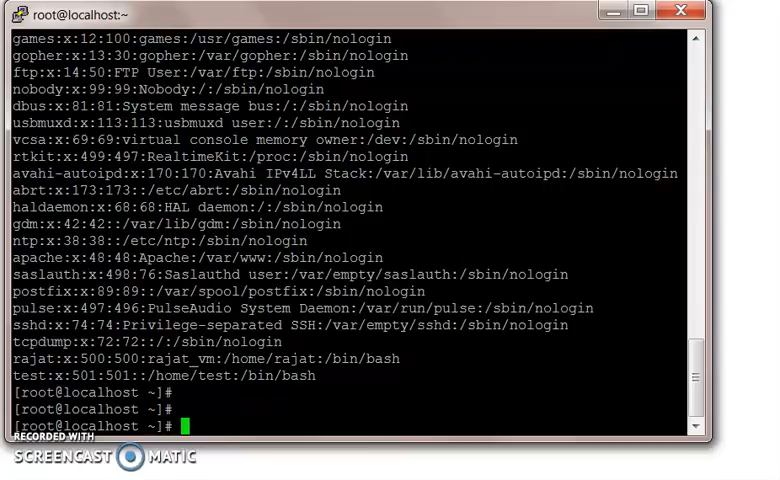 root@localhost:~
games:x:12:100:games:/usr/games:/sbin/nologin
gopher:x:13:30:gopher:/var/gopher:/sbin/nologin
ftp:x:14:50:FTP User:/var/ftp:/sbin/nologin
nobody:x:99:99:Nobody:/:/sbin/nologin
dbus:x:81:81:System message bus:/:/sbin/nologin
usbmuxd:x:113:113:usbmuxd user:/:/sbin/nologin
vcsa:x:69:69:virtual console memory owner:/dev:/sbin/nologin
rtkit:x:499:497:RealtimeKit:/proc:/sbin/nologin
avahi-autoipd:x:170:170:Avahi IPv4LL Stack:/var/lib/avahi-autoipd:/sbin/nologin
abrt:x:173:173::/etc/abrt:/sbin/nologin
haldaemon:x:68:68:HAL daemon:/:/sbin/nologin
gdm:x:42:42::/var/lib/gdm:/sbin/nologin
ntp:x:38:38::/etc/ntp:/sbin/nologin
apache:x:48:48:Apache:/var/www:/sbin/nologin
saslauth:x:498:76:Saslauthd user:/var/empty/saslauth:/sbin/nologin
postfix:x:89:89::/var/spool/postfix:/sbin/nologin
pulse:x:497:496:PulseAudio System Daemon:/var/run/pulse:/sbin/nologin
sshd:x:74:74:Privilege-separated SSH:/var/empty/sshd:/sbin/nologin
tcpdump:x:72:72::/:/sbin/nologin
rajat:x:500:500:rajat_vm:/home/rajat:/bin/bash
test:x:501:501::/home/test:/bin/bash
[root@localhost ~]#
[root@localhost ~]#
[root@localhost ~]#
RECORDED WITH
SCREENCAST MATIC